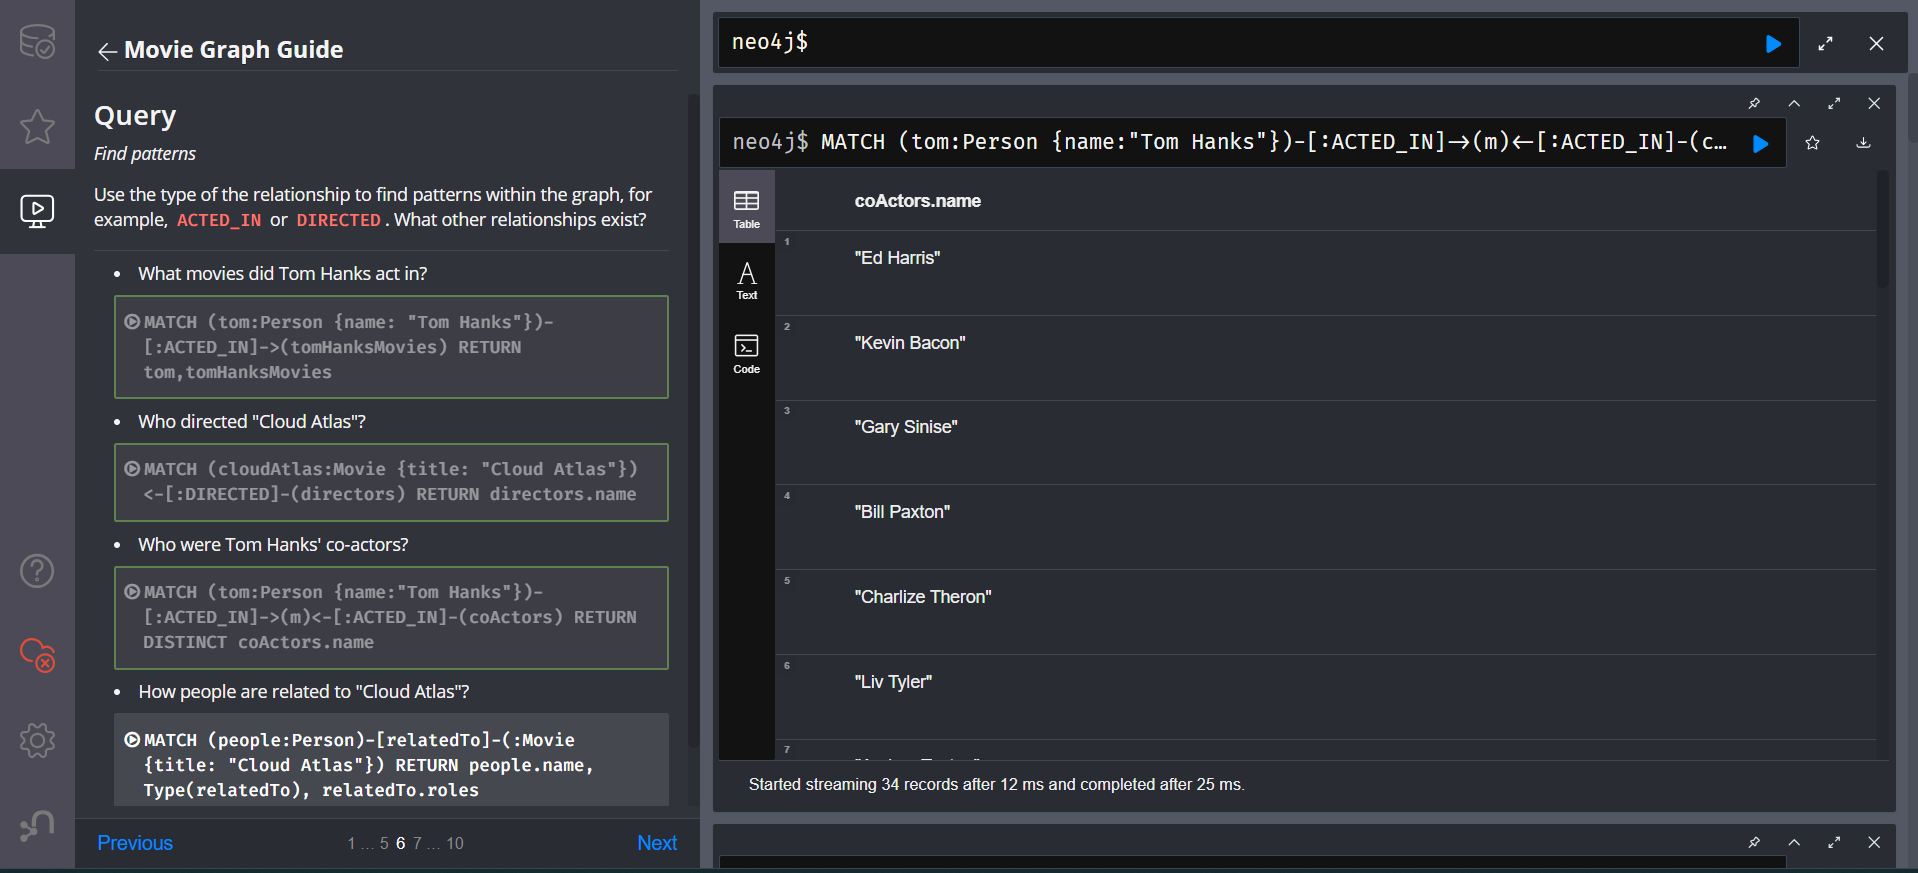 Movie Graph Guide
Query
Find patterns
Use the type of the relationship to find patterns within the graph, for
example, ACTED_IN or DIRECTED. What other relationships exist?
• What movies did Tom Hanks act in?
MATCH (tom:Person {name: "Tom Hanks"})-
[:ACTED_IN]->(tomHanksMovies) RETURN
tom,tomHanksMovies
• Who directed "Cloud Atlas"?
MATCH (cloudAtlas:Movie {title: "Cloud Atlas"})
<-[:DIRECTED]-(directors) RETURN directors.name
• Who were Tom Hanks' co-actors?
MATCH (tom:Person {name:"Tom Hanks"})-
[:ACTED_IN]->(m)<-[:ACTED_IN]-(coActors) RETURN
DISTINCT coActors.name
• How people are related to "Cloud Atlas"?
MATCH (people:Person)-[relatedTo]-(:Movie
{title: "Cloud Atlas"}) RETURN people.name,
Type(relatedTo), relatedTo.roles
Previous
1 ... 5 6 7 ... 10
Next
neo4j$
neo4j$ MATCH (tom:Person {name:"Tom Hanks"})-[:ACTED_IN]->(m)<-[:ACTED_IN]-(c...
Table
Text
Code
coActors.name
1
"Ed Harris"
2
"Kevin Bacon"
3
"Gary Sinise"
4
"Bill Paxton"
5
"Charlize Theron"
6
"Liv Tyler"
7
Started streaming 34 records after 12 ms and completed after 25 ms.